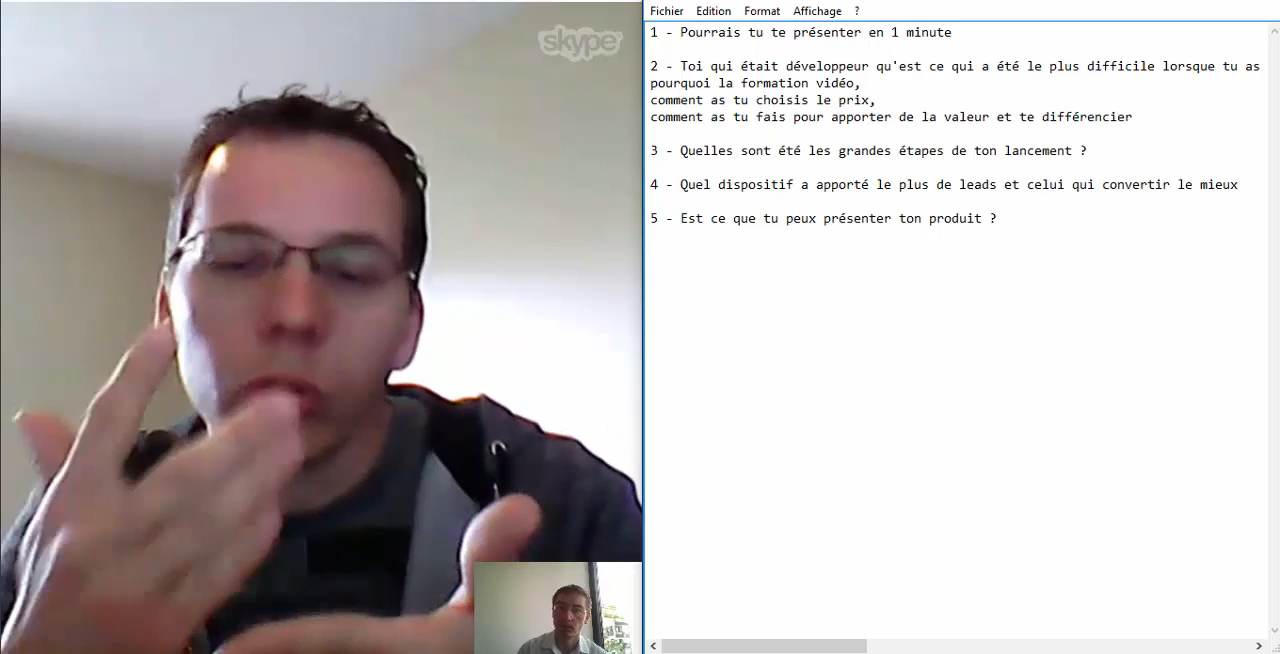 skype
Fichier Edition Format Affichage ?
1 - Pourrais tu te présenter en 1 minute
2 - Toi qui était développeur qu'est ce qui a été le plus difficile lorsque tu as
pourquoi la formation vidéo,
comment as tu choisis le prix,
comment as tu fais pour apporter de la valeur et te différencier
3 - Quelles sont été les grandes étapes de ton lancement ?
4 - Quel dispositif a apporté le plus de leads et celui qui convertir le mieux
5 - Est ce que tu peux présenter ton produit ?